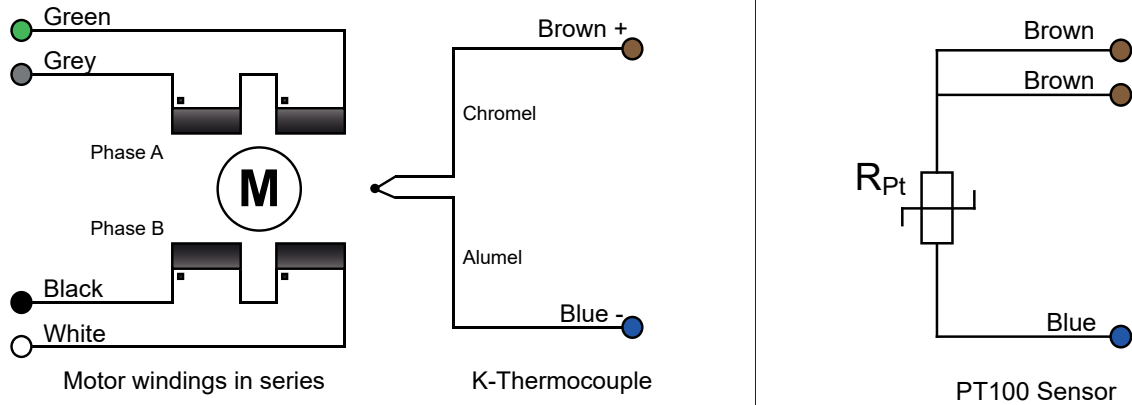 Green
Grey
Phase A
M
Phase B
Black
White
Motor windings in series
Brown +
Chromel
Alumel
Blue -
K-Thermocouple
Brown
Brown
RPt
Blue
PT100 Sensor